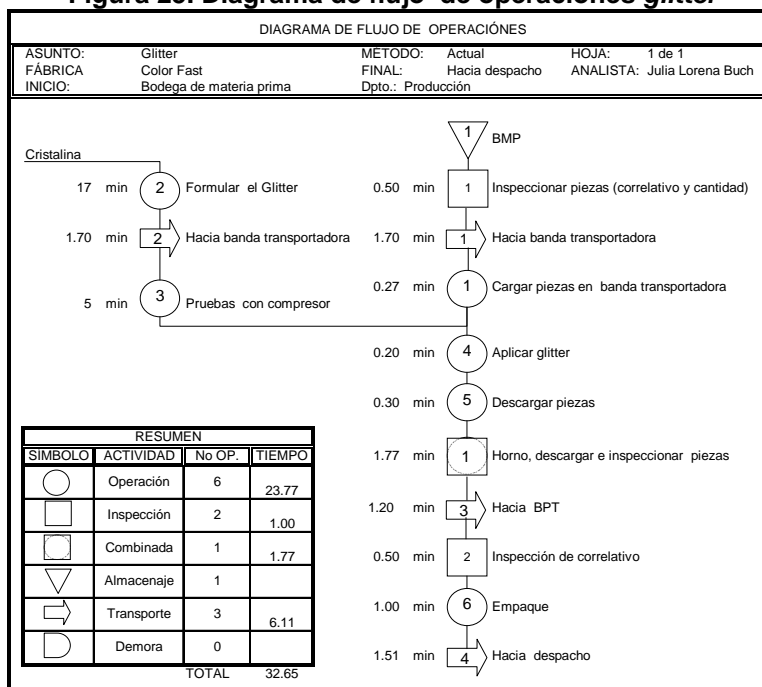 Figura 25. Diagrama de flujo de operaciones glitter
DIAGRAMA DE FLUJO DE OPERACIÓNES
ASUNTO: Glitter MÉTODO: Actual HOJA: 1 de 1
FÁBRICA Color Fast FINAL: Hacia despacho ANALISTA: Julia Lorena Buch
INICIO: Bodega de materia prima Dpto.: Producción
1 BMP
Cristalina
17 min 2 Formular el Glitter
0.50 min 1 Inspeccionar piezas (correlativo y cantidad)
1.70 min 2 Hacia banda transportadora
1.70 min 1 Hacia banda transportadora
5 min 3 Pruebas con compresor
0.27 min 1 Cargar piezas en banda transportadora
0.20 min 4 Aplicar glitter
0.30 min 5 Descargar piezas
1.77 min 1 Horno, descargar e inspeccionar piezas
1.20 min 3 Hacia BPT
0.50 min 2 Inspección de correlativo
1.00 min 6 Empaque
1.51 min 4 Hacia despacho
RESUMEN
SÍMBOLO ACTIVIDAD No OP. TIEMPO
Operación 6 23.77
Inspección 2 1.00
Combinada 1 1.77
Almacenaje 1
Transporte 3 6.11
Demora 0
TOTAL 32.65